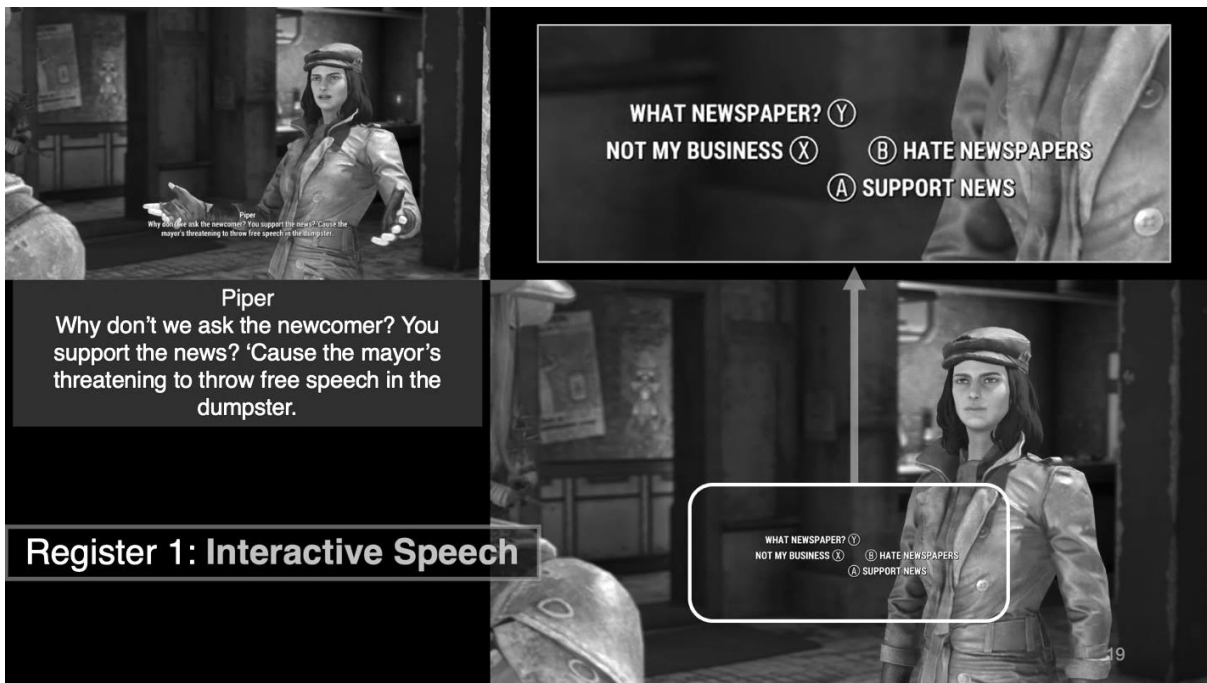 Piper
Why don't we ask the newcomer? You support the news? 'Cause the
mayor's threatening to throw free speech in the dumpster.
WHAT NEWSPAPER? Y
NOT MY BUSINESS X
B HATE NEWSPAPERS
A SUPPORT NEWS
Piper
Why don’t we ask the newcomer? You
support the news? ‘Cause the mayor’s
threatening to throw free speech in the
dumpster.
Register 1: Interactive Speech
WHAT NEWSPAPER? Y
NOT MY BUSINESS X
B HATE NEWSPAPERS
A SUPPORT NEWS
19